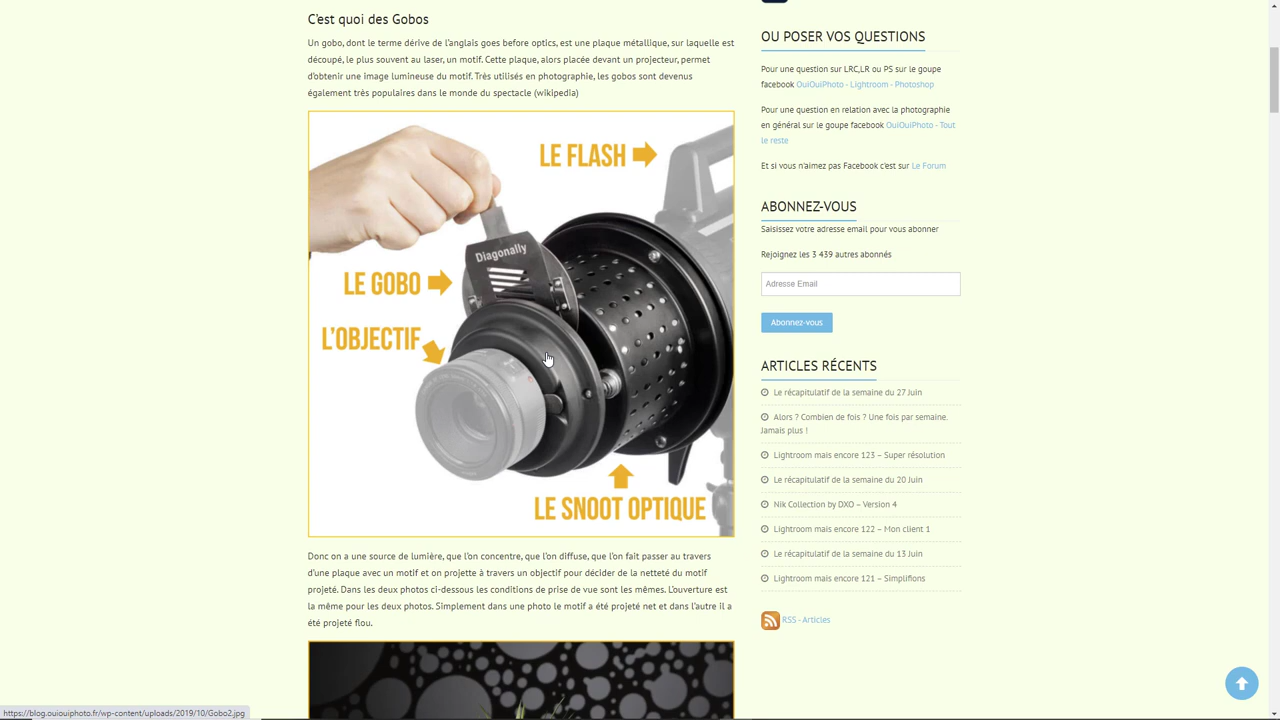 C'est quoi des Gobos
Un gobo, dont le terme dérive de l'anglais goes before optics, est une plaque métallique, sur laquelle est
découpé, le plus souvent au laser, un motif. Cette plaque, alors placée devant un projecteur, permet
d'obtenir une image lumineuse du motif. Très utilisés en photographie, les gobos sont devenus
également très populaires dans le monde du spectacle (wikipedia)
LE FLASH
Diagonally
LE GOBO
L'OBJECTIF
LE SNOOT OPTIQUE
Donc on a une source de lumière, que l'on concentre, que l'on diffuse, que l'on fait passer au travers
d'une plaque avec un motif et on projette à travers un objectif pour décider de la netteté du motif
projeté. Dans les deux photos ci-dessous les conditions de prise de vue sont les mêmes. L'ouverture est
la même pour les deux photos. Simplement dans une photo le motif a été projeté net et dans l'autre il a
été projeté flou.
OU POSER VOS QUESTIONS
Pour une question sur LRC,LR ou PS sur le goupe
facebook OuiOuiPhoto - Lightroom - Photoshop
Pour une question en relation avec la photographie
en général sur le goupe facebook OuiOuiPhoto - Tout
le reste
Et si vous n'aimez pas Facebook c'est sur Le Forum
ABONNEZ-VOUS
Saisissez votre adresse email pour vous abonner
Rejoignez les 3 439 autres abonnés
Adresse Email
Abonnez-vous
ARTICLES RÉCENTS
Le récapitulatif de la semaine du 27 Juin
Alors ? Combien de fois ? Une fois par semaine.
Jamais plus !
Lightroom mais encore 123 – Super résolution
Le récapitulatif de la semaine du 20 Juin
Nik Collection by DXO – Version 4
Lightroom mais encore 122 – Mon client 1
Le récapitulatif de la semaine du 13 Juin
Lightroom mais encore 121 – Simplifions
RSS - Articles
https://blog.ouiouiphoto.fr/wp-content/uploads/2019/10/Gobo2.jpg